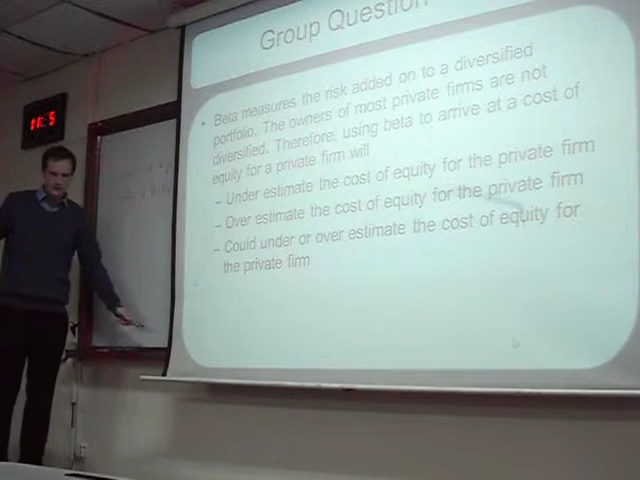 Group Question
• Beta measures the risk added on to a diversified
portfolio. The owners of most private firms are not
diversified. Therefore, using beta to arrive at a cost of
equity for a private firm will
– Under estimate the cost of equity for the private firm
– Over estimate the cost of equity for the private firm
– Could under or over estimate the cost of equity for
the private firm